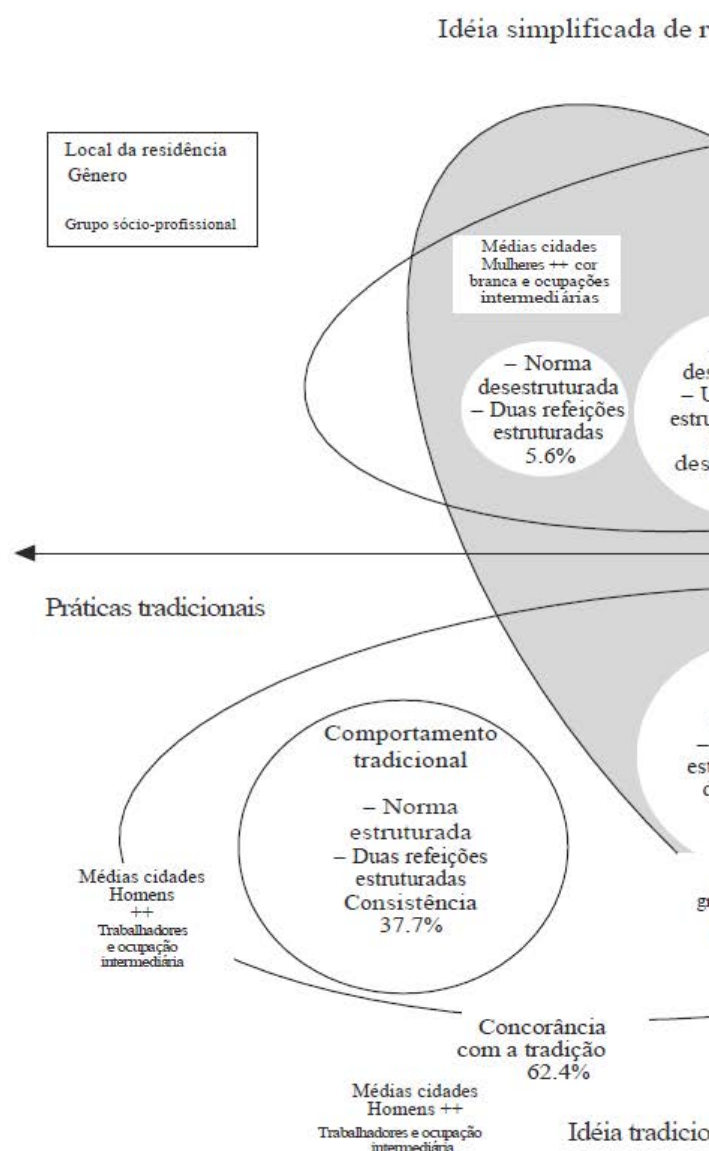 Idéia simplificada de r
Local da residência
Gênero
Grupo sócio-profissional
Médias cidades
Mulheres ++ cor
branca e ocupações
intermediárias
– Norma
desestruturada
– Duas refeições
estruturadas
5.6%
des
– U
estru
des
Práticas tradicionais
Comportamento
tradicional
– Norma
estruturada
– Duas refeições
estruturadas
Consistência
37.7%
–
est
d
Médias cidades
Homens
++
Trabalhadores
e ocupação
intermediária
g
Concorância
com a tradição
62.4%
Médias cidades
Homens ++
Trabalhadores e ocupação
intermediária
Idéia tradicio